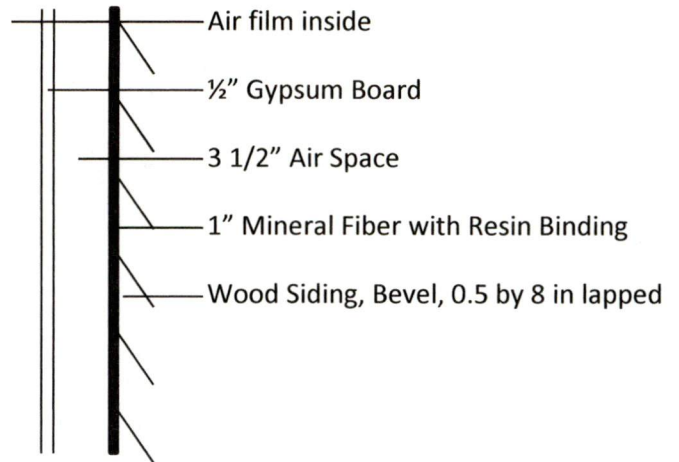 Air film inside
½” Gypsum Board
3 1/2” Air Space
1” Mineral Fiber with Resin Binding
Wood Siding, Bevel, 0.5 by 8 in lapped